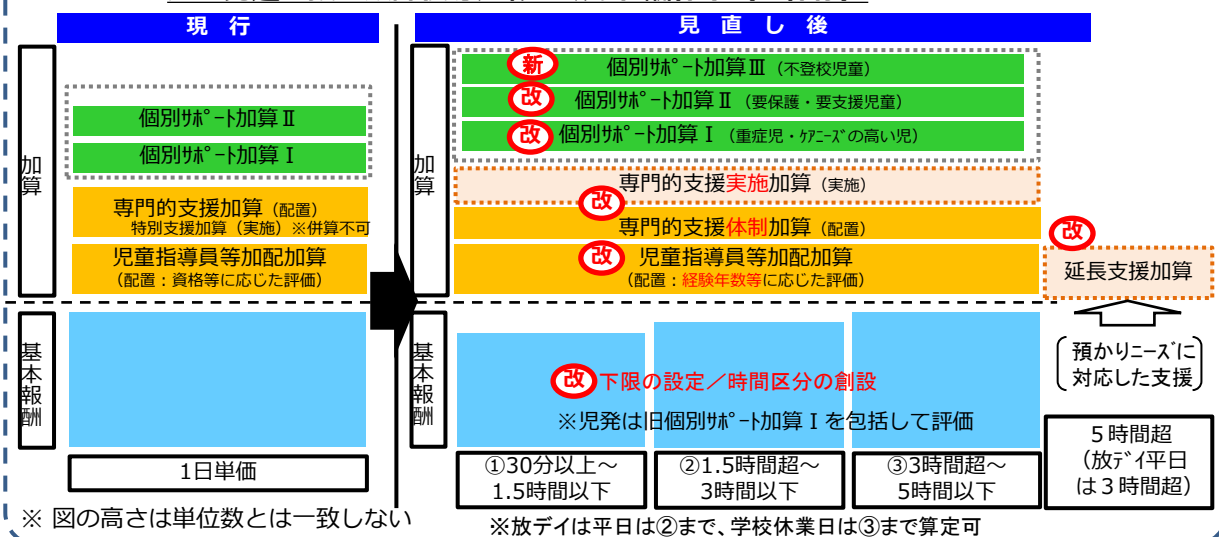 現 行
見 直 し 後
加算
個別ｻﾎﾟｰﾄ加算Ⅱ
個別ｻﾎﾟｰﾄ加算Ⅰ
専門的支援加算（配置）
特別支援加算（実施）※併算不可
児童指導員等加配加算
（配置：資格等に応じた評価）
基本報酬
1日単価
※ 図の高さは単位数とは一致しない
加算
新 個別ｻﾎﾟｰﾄ加算Ⅲ（不登校児童）
改 個別ｻﾎﾟｰﾄ加算Ⅱ（要保護・要支援児童）
改 個別ｻﾎﾟｰﾄ加算Ⅰ（重症児・ｹｱﾆｰｽﾞの高い児）
専門的支援実施加算（実施）
改
専門的支援体制加算（配置）
改 児童指導員等加配加算
（配置：経験年数等に応じた評価）
改
延長支援加算
預かりﾆｰｽﾞに
対応した支援
基本報酬
改 下限の設定／時間区分の創設
※児発は旧個別ｻﾎﾟｰﾄ加算Ⅰを包括して評価
①30分以上～
1.5時間以下
②1.5時間超～
3時間以下
③3時間超～
5時間以下
５時間超
（放ﾃﾞｲ平日
は３時間超）
※放デイは平日は②まで、学校休業日は③まで算定可